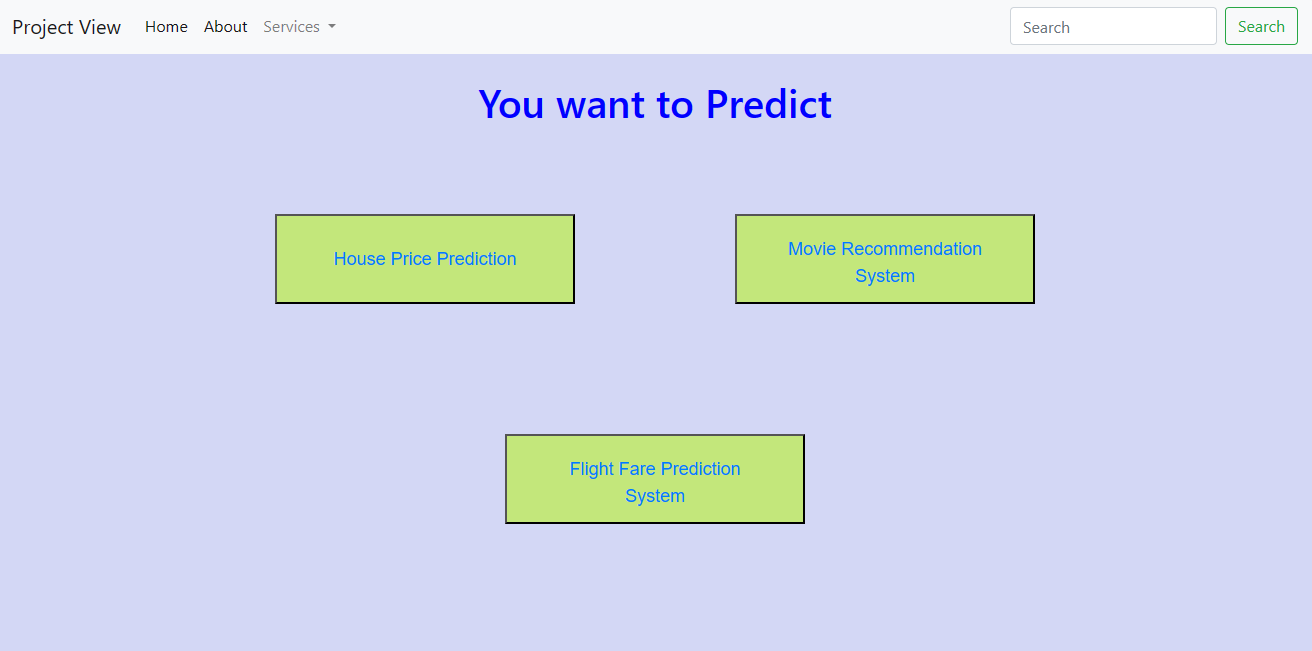 Project View Home About Services Search Search
You want to Predict
House Price Prediction
Movie Recommendation
System
Flight Fare Prediction
System